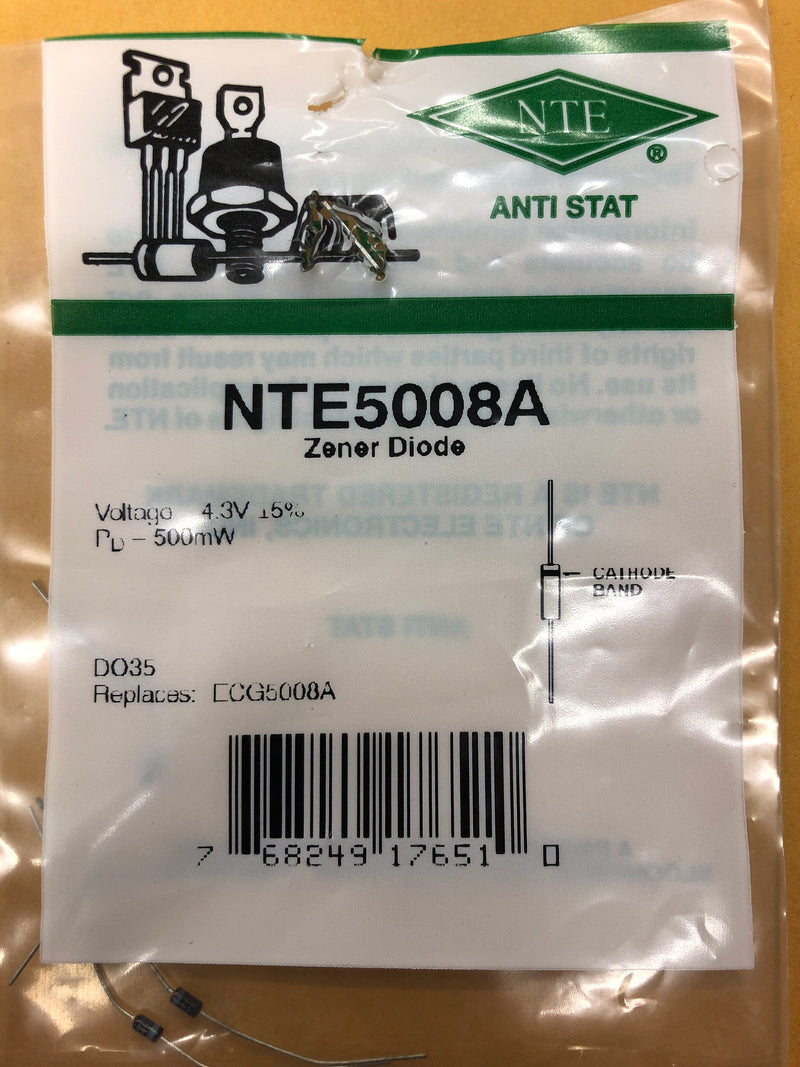 NTE
®
ANTI STAT
NTE5008A
Zener Diode
Voltage 4.3V ±5%
PD – 500mW
CATHODE
BAND
DO35
Replaces: ECG5008A
7 68249 17651 0